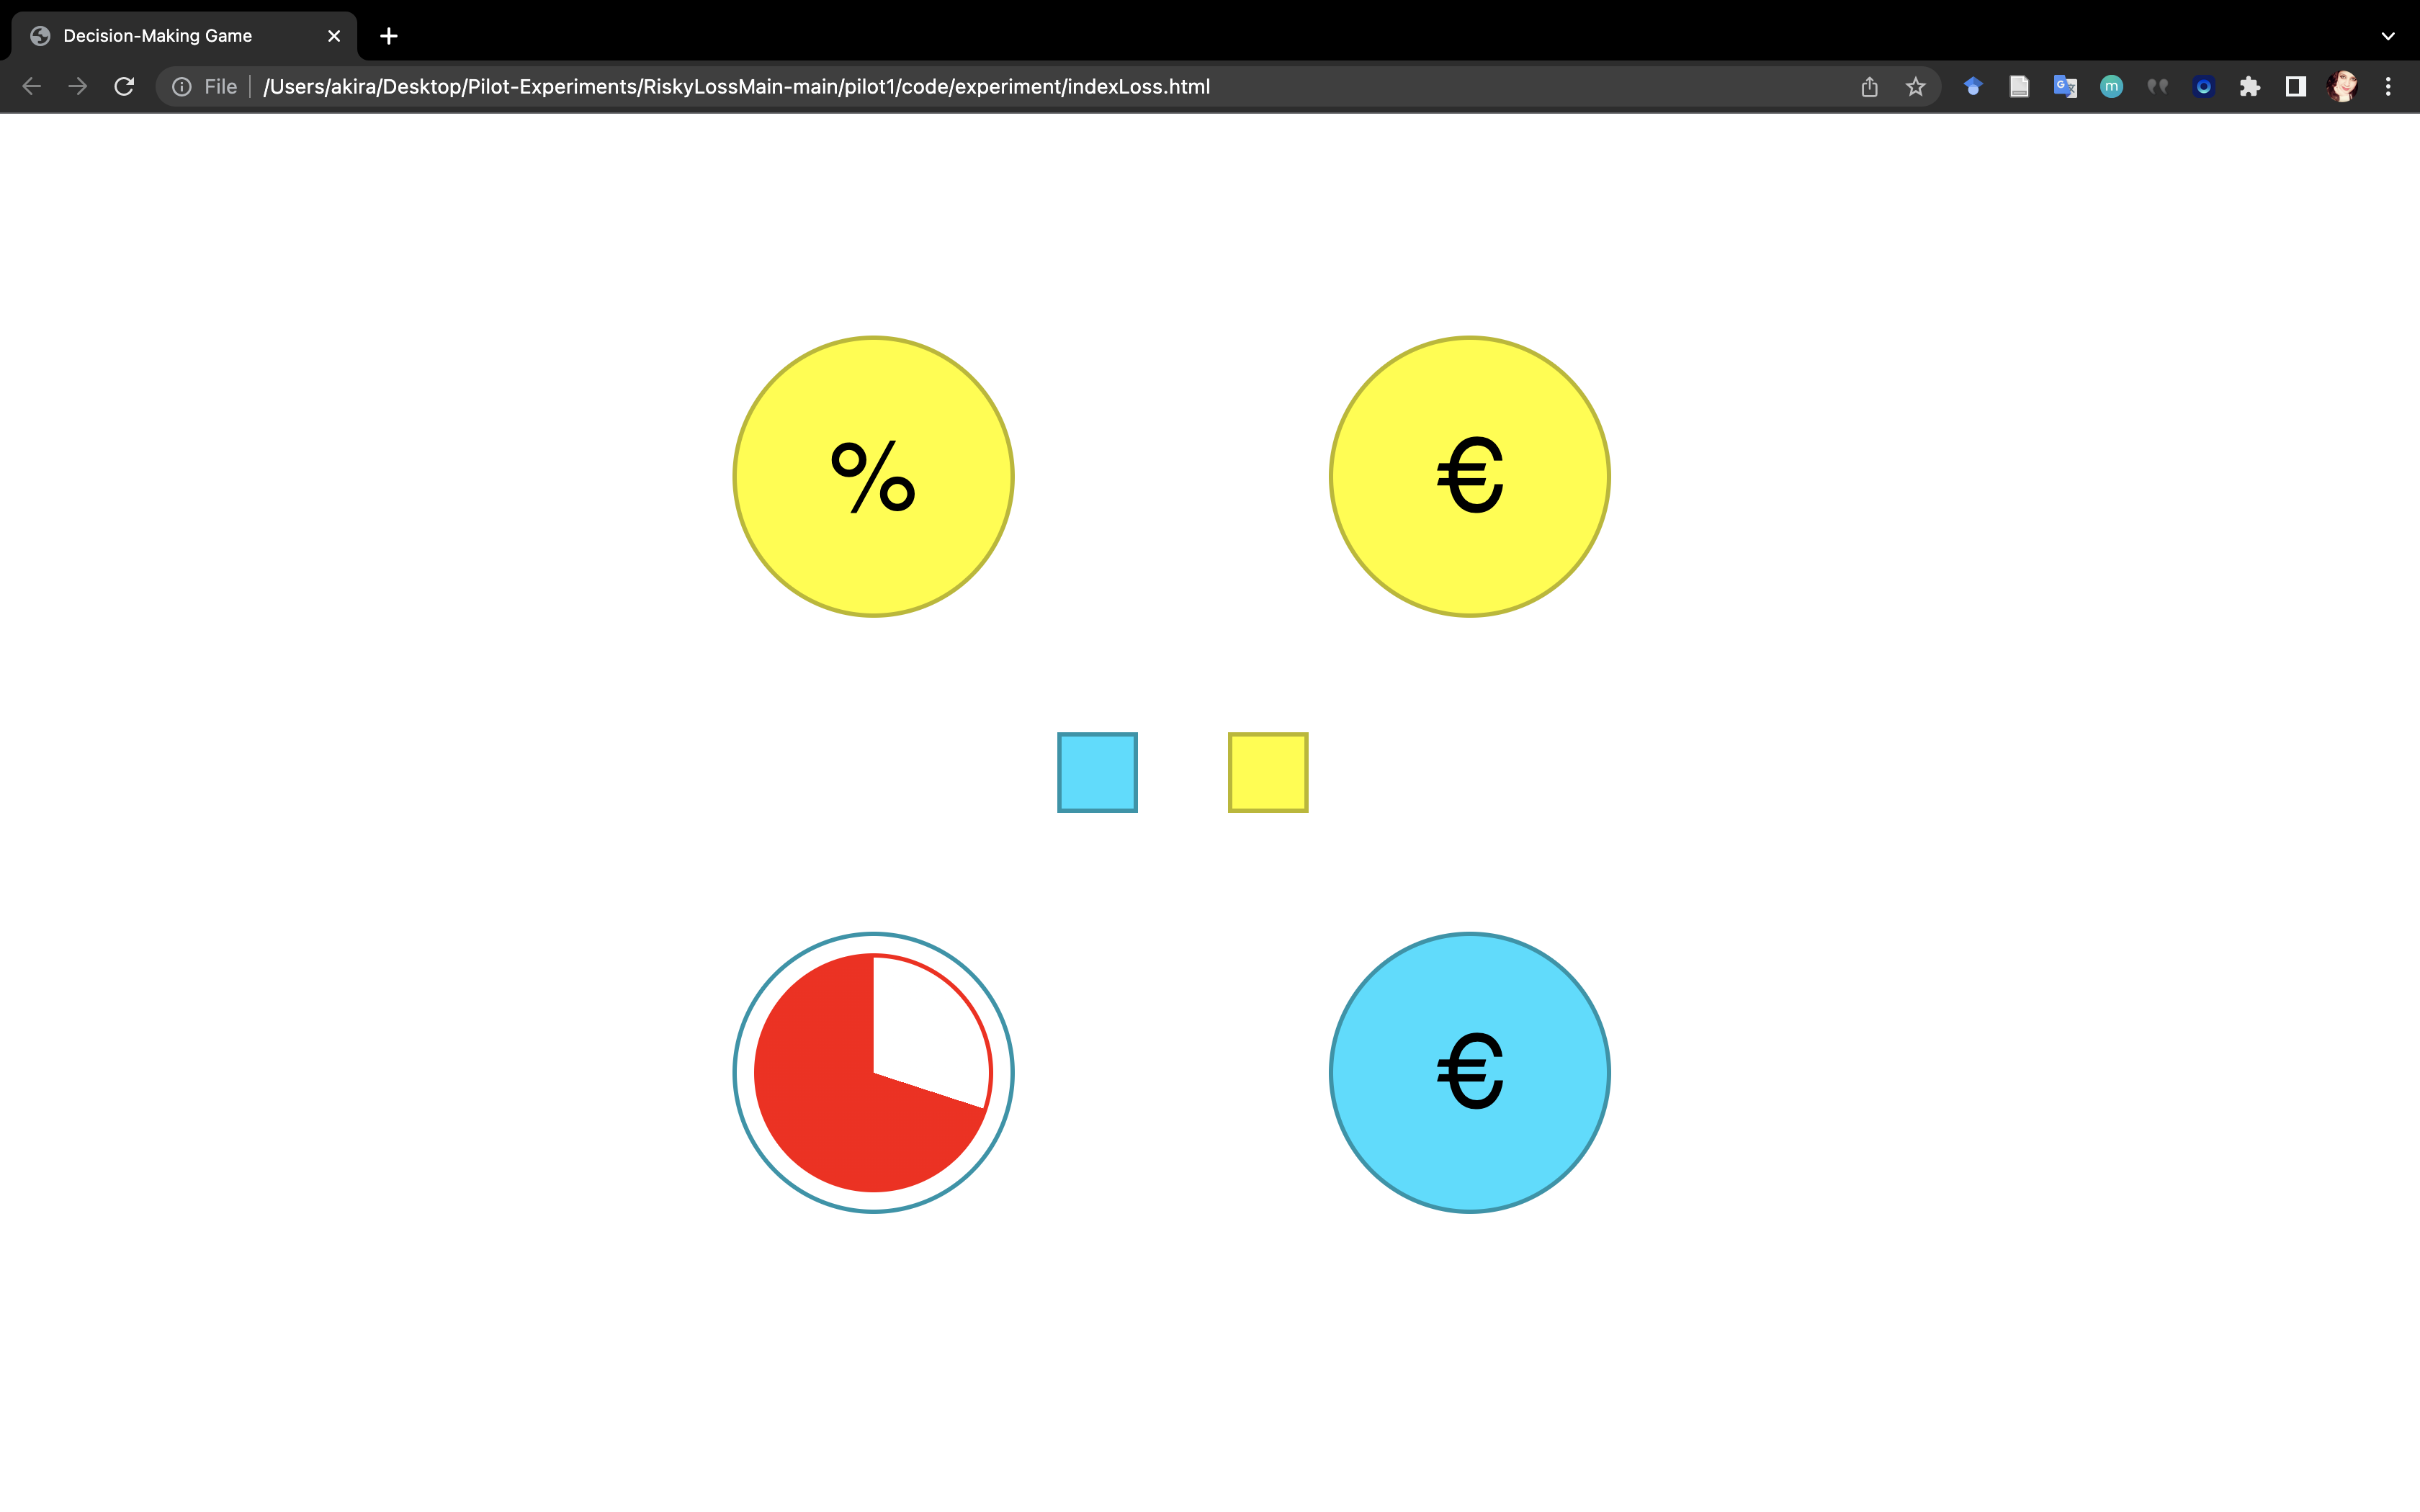 Decision-Making Game
File /Users/akira/Desktop/Pilot-Experiments/RiskyLossMain-main/pilot1/code/experiment/indexLoss.html
m
% €
€